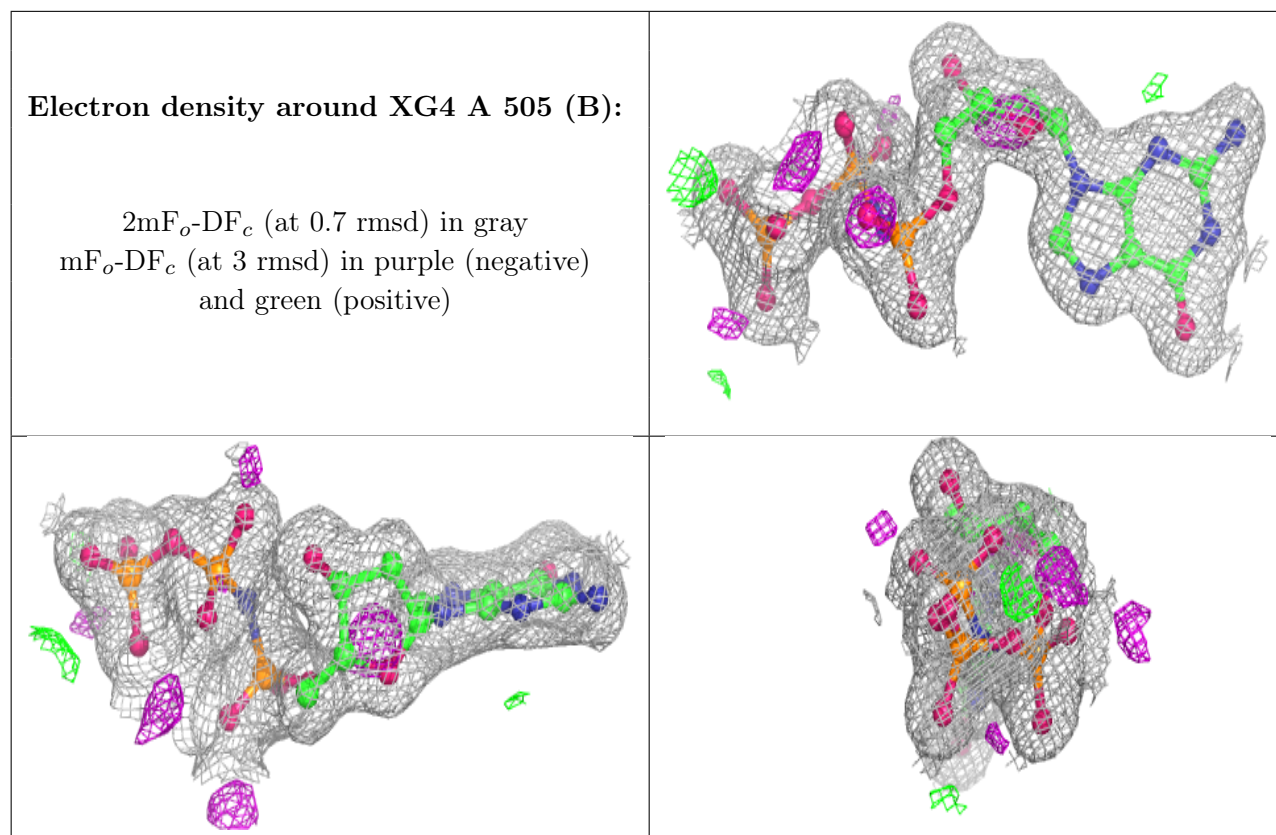 Electron density around XG4 A 505 (B):
2mFo-DFc (at 0.7 rmsd) in gray
mFo-DFc (at 3 rmsd) in purple (negative)
and green (positive)